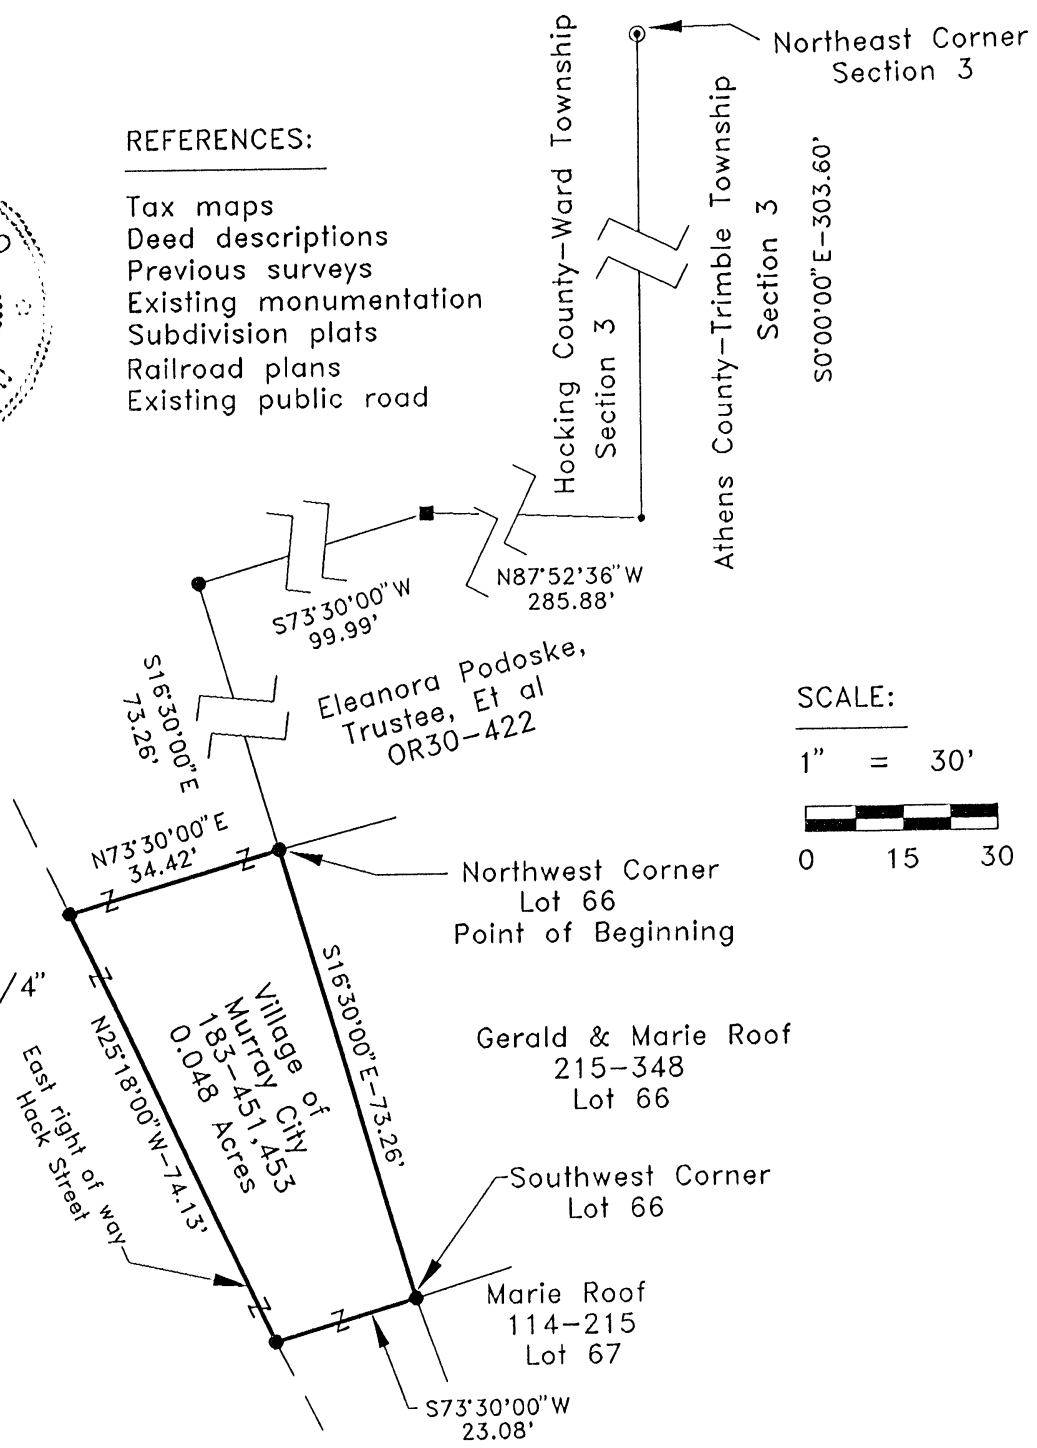 Northeast Corner
Section 3
Hocking County-Ward Township
Section 3
Athens County-Trimble Township
Section 3
S0°00'00"E-303.60'
REFERENCES:
Tax maps
Deed descriptions
Previous surveys
Existing monumentation
Subdivision plats
Railroad plans
Existing public road
N87°52'36"W
285.88'
S73°30'00"W
99.99'
Eleanora Podoske,
Trustee, Et al
OR30-422
S16°30'00"E
73.26'
SCALE:
1" = 30'
0 15 30
N73°30'00"E
34.42'
Northwest Corner
Lot 66
Point of Beginning
/4"
S16°30'00"E-73.26'
Village of
Murray City
183-451,453
0.048 Acres
N25°18'00"W-74.13'
East right of way
Hack Street
Gerald & Marie Roof
215-348
Lot 66
Southwest Corner
Lot 66
Marie Roof
114-215
Lot 67
S73°30'00"W
23.08'